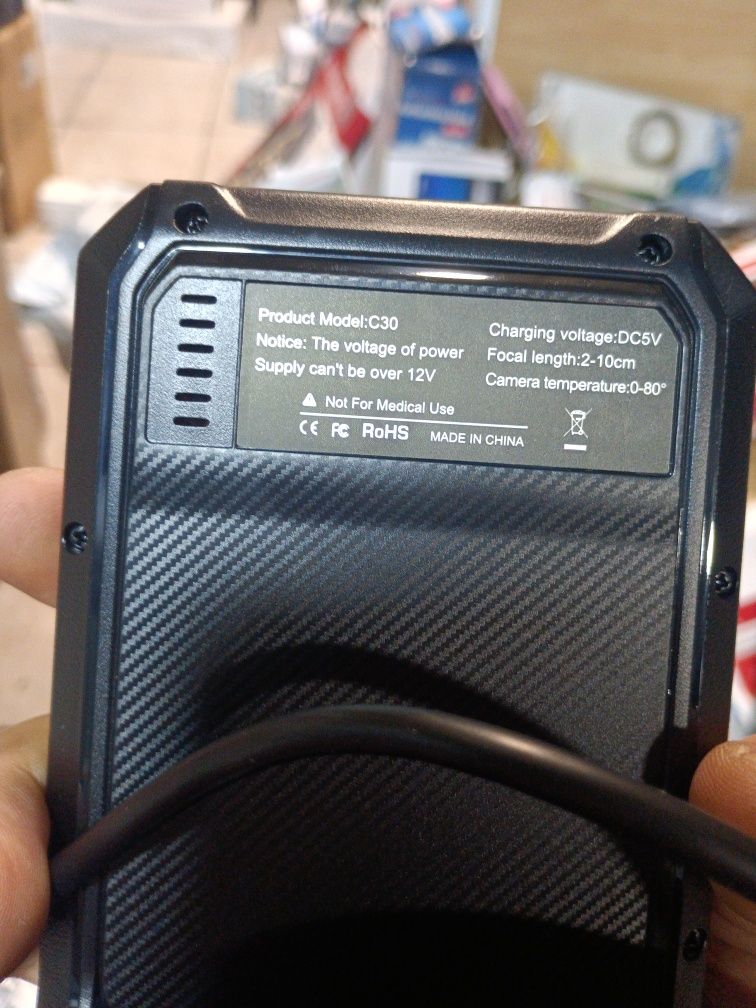 Product Model:C30
Notice: The voltage of power
Supply can't be over 12V
Charging voltage:DC5V
Focal length:2-10cm
Camera temperature:0-80°
Not For Medical Use
CE FC RoHS MADE IN CHINA